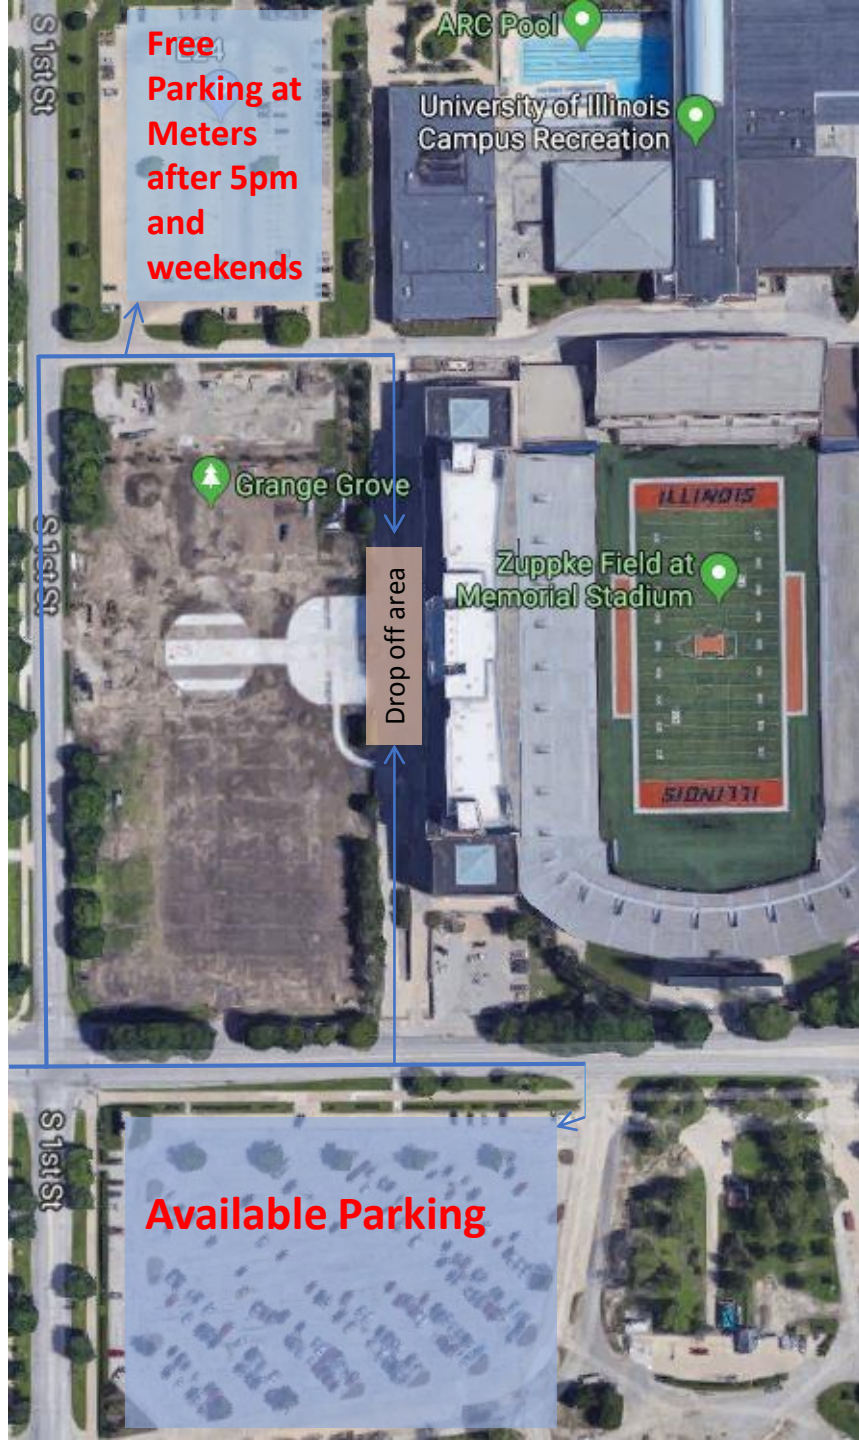 S 1st St
Free
Parking at
Meters
after 5pm
and
weekends
E24
ARC Pool
University of Illinois
Campus Recreation
Grange Grove
S 1st St
Drop off area
Zuppke Field at
Memorial Stadium
ILLINOIS
I
ILLINOIS
S 1st St
Available Parking